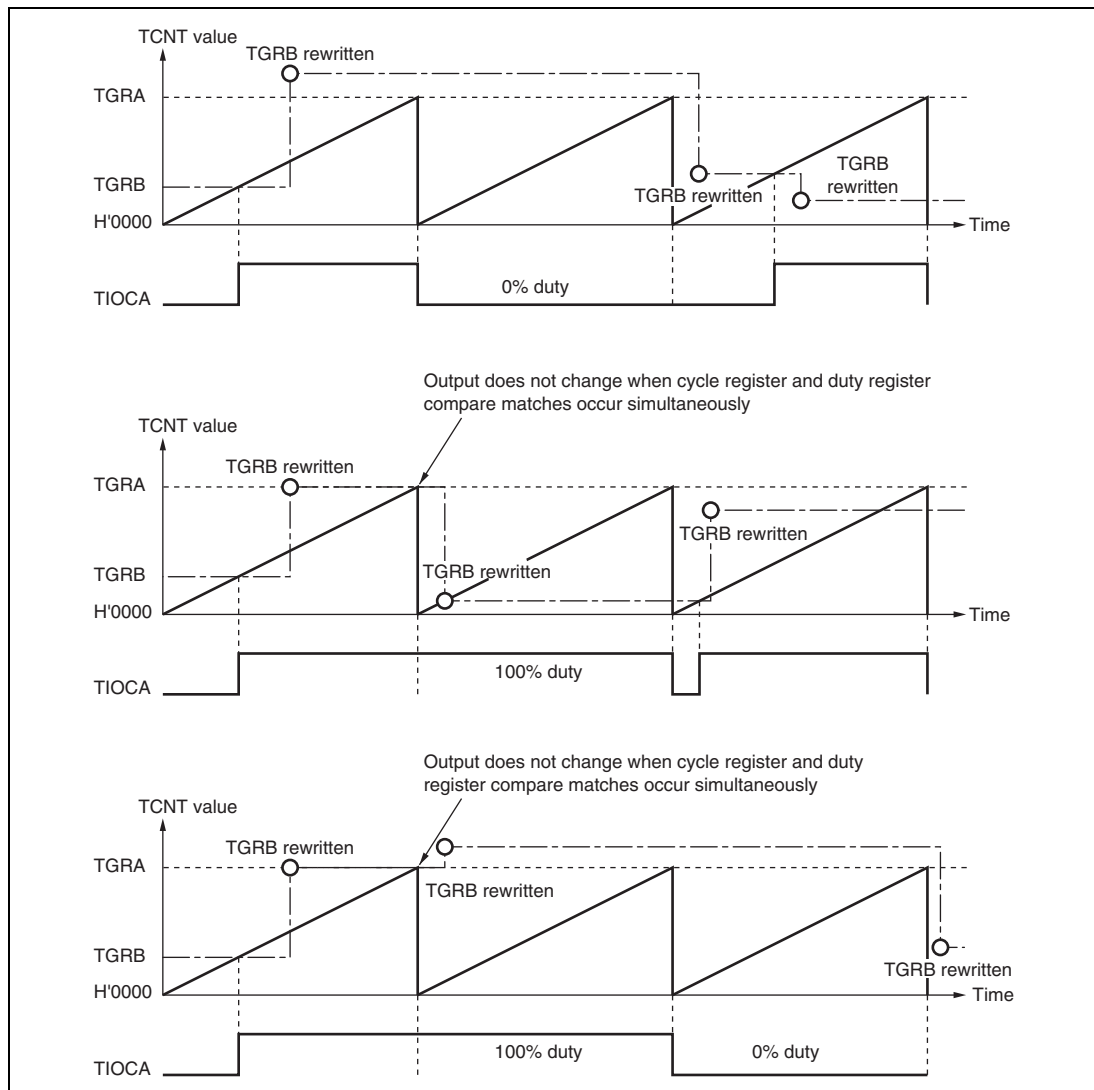 TCNT value
TGRB rewritten
TGRA
TGRB
TGRB rewritten
TGRB
rewritten
H'0000
Time
TIOCA
0% duty
Output does not change when cycle register and duty register
compare matches occur simultaneously
TCNT value
TGRB rewritten
TGRA
TGRB rewritten
TGRB
TGRB rewritten
H'0000
Time
TIOCA
100% duty
Output does not change when cycle register and duty
register compare matches occur simultaneously
TCNT value
TGRB rewritten
TGRA
TGRB rewritten
TGRB
TGRB rewritten
H'0000
Time
TIOCA
100% duty
0% duty